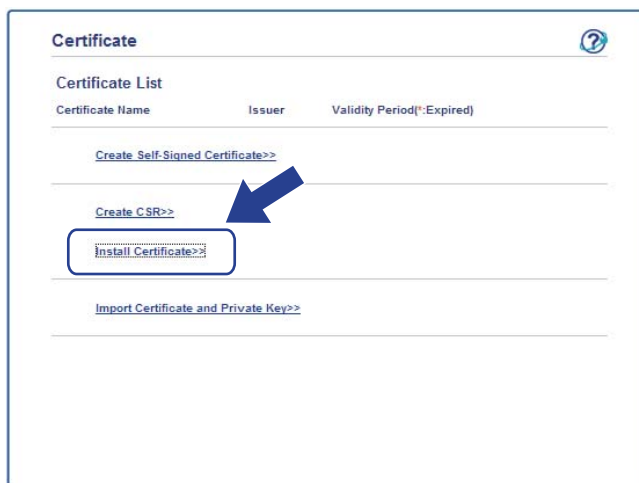 Certificate
?
Certificate List
Certificate Name Issuer Validity Period(*:Expired)
Create Self-Signed Certificate>>
Create CSR>>
Install Certificate>>
Import Certificate and Private Key>>